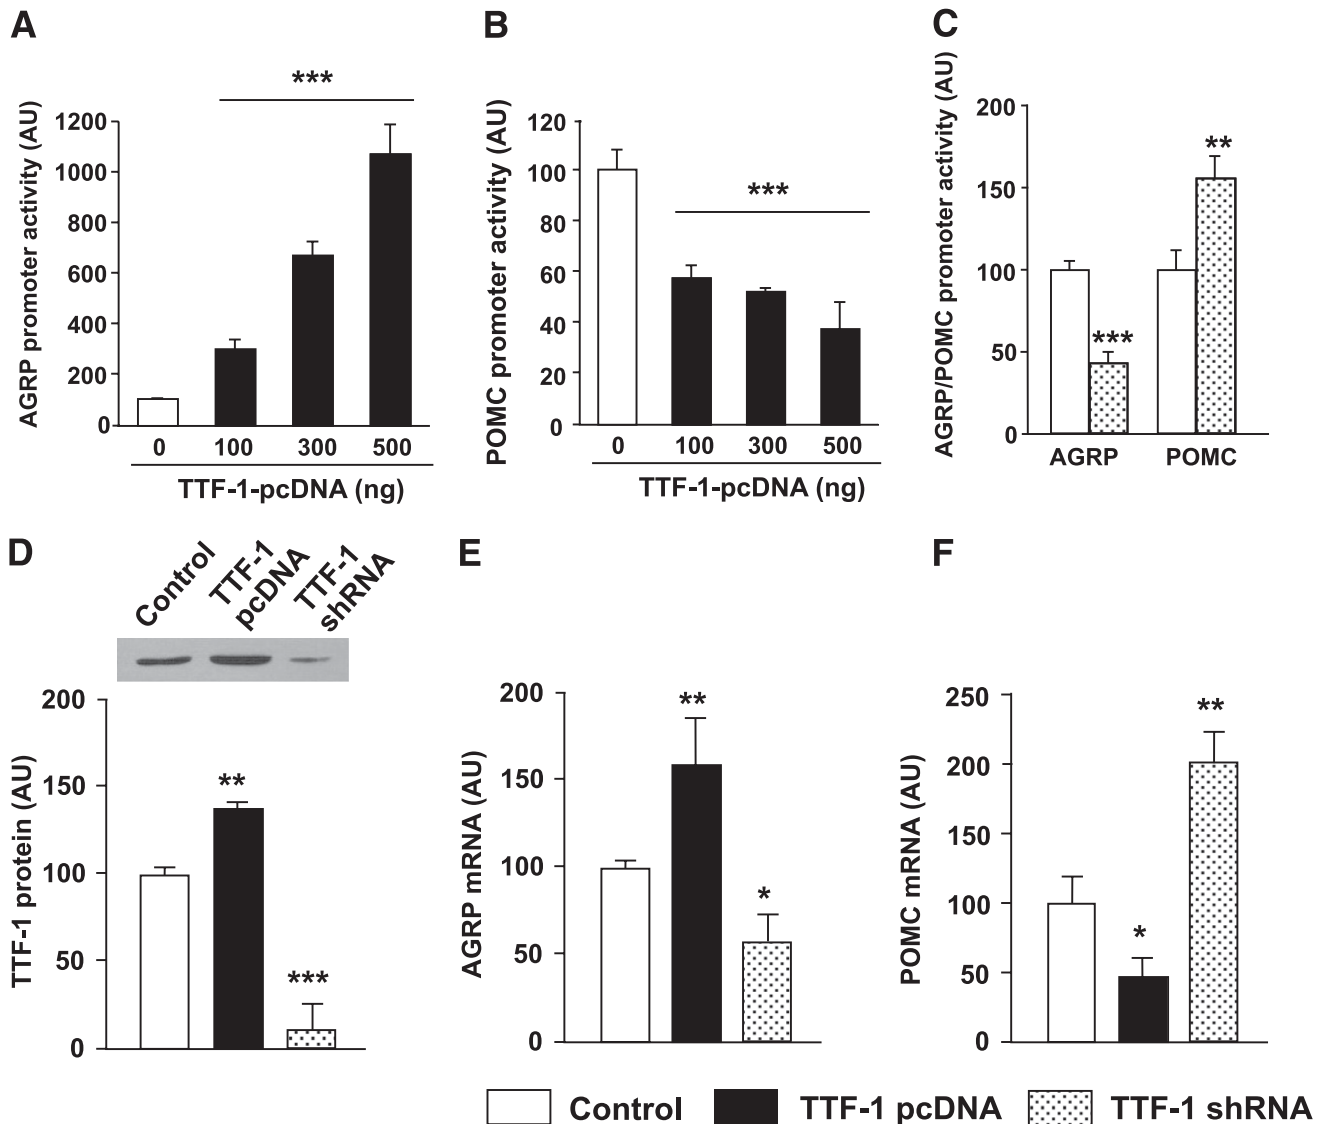 A
AGRP promoter activity (AU)
***
1200
1000
800
600
400
200
0
0 100 300 500
TTF-1-pcDNA (ng)
B
POMC promoter activity (AU)
***
120
100
80
60
40
20
0
0 100 300 500
TTF-1-pcDNA (ng)
C
AGRP/POMC promoter activity (AU)
200
150
100
50
0
***
**
AGRP POMC
D
Control
TTF-1
pcDNA
TTF-1
shRNA
TTF-1 protein (AU)
200
150
100
50
0
**
***
E
AGRP mRNA (AU)
200
150
100
50
0
**
*
F
POMC mRNA (AU)
250
200
150
100
50
0
*
**
Control TTF-1 pcDNA TTF-1 shRNA